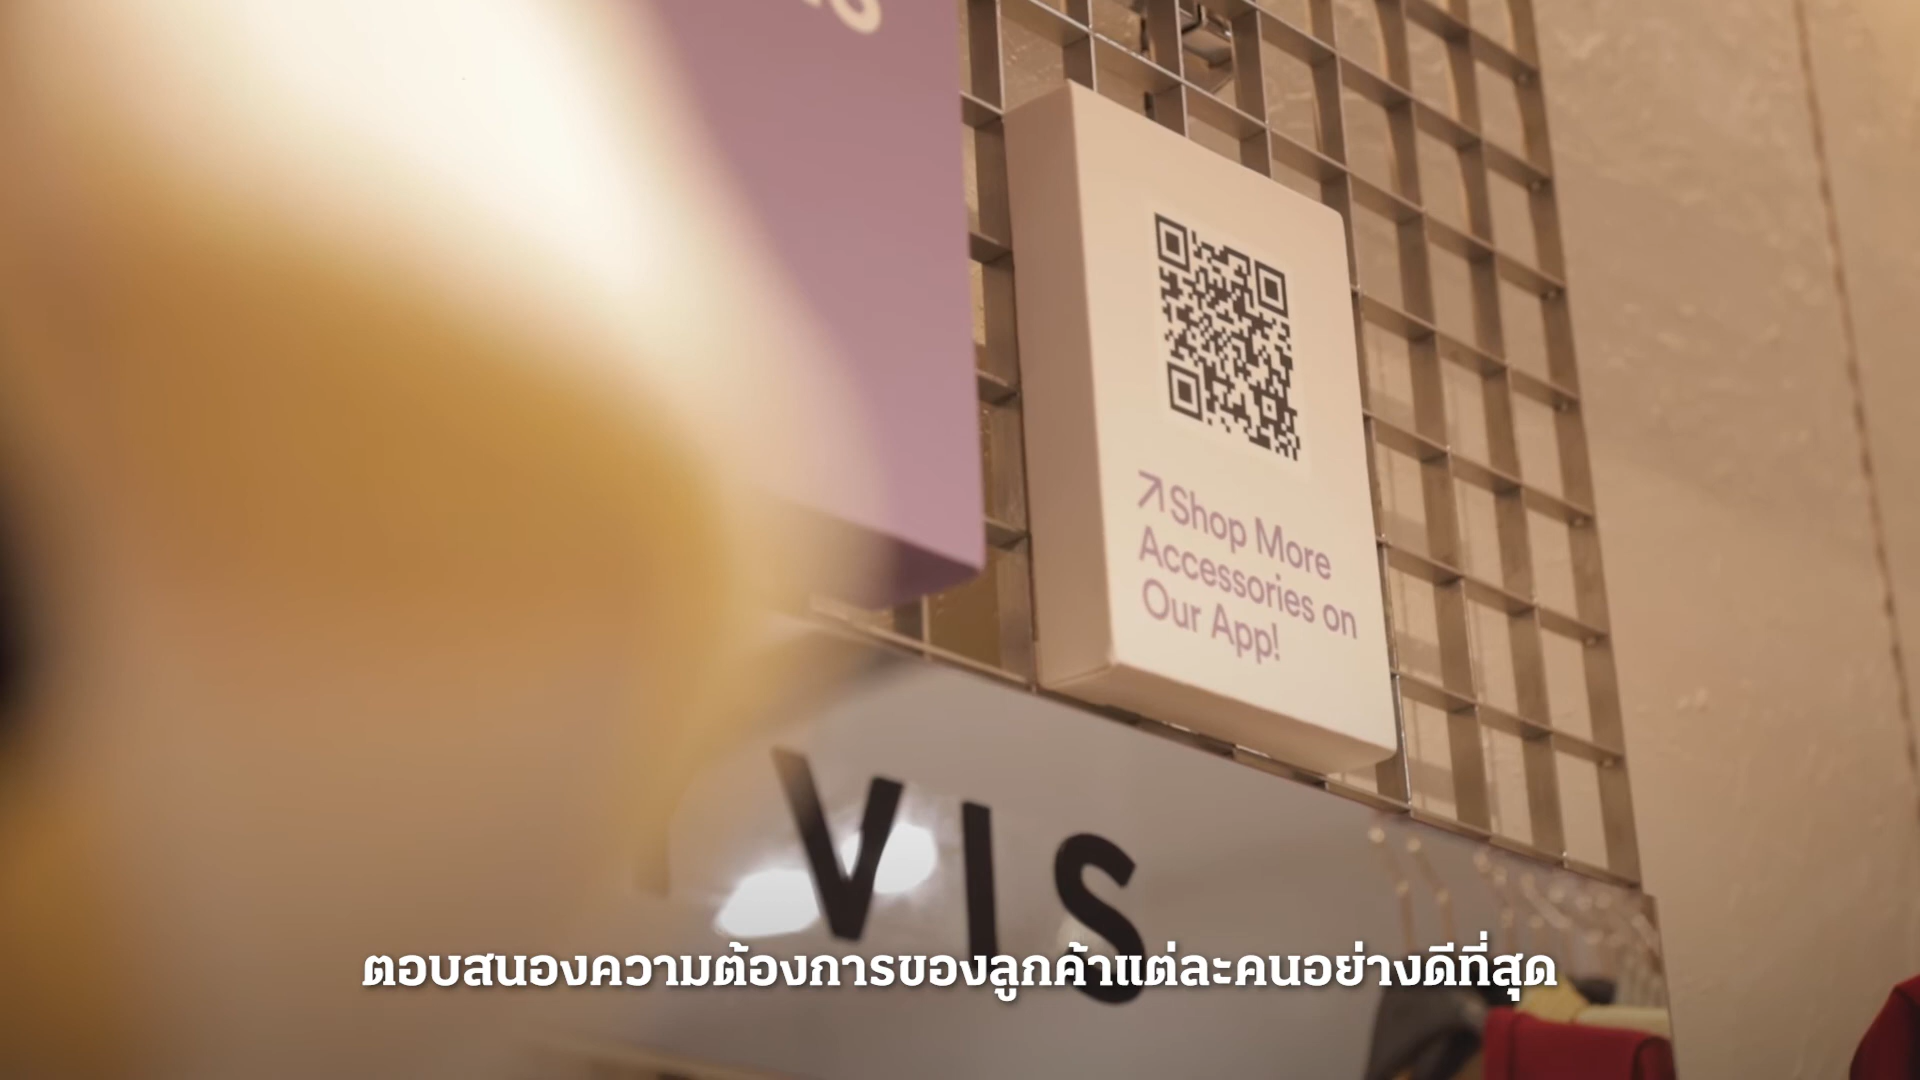 ↗Shop More
Accessories on
Our App!
VIS
ตอบสนองความต้องการของลูกค้าแต่ละคนอย่างดีที่สุด